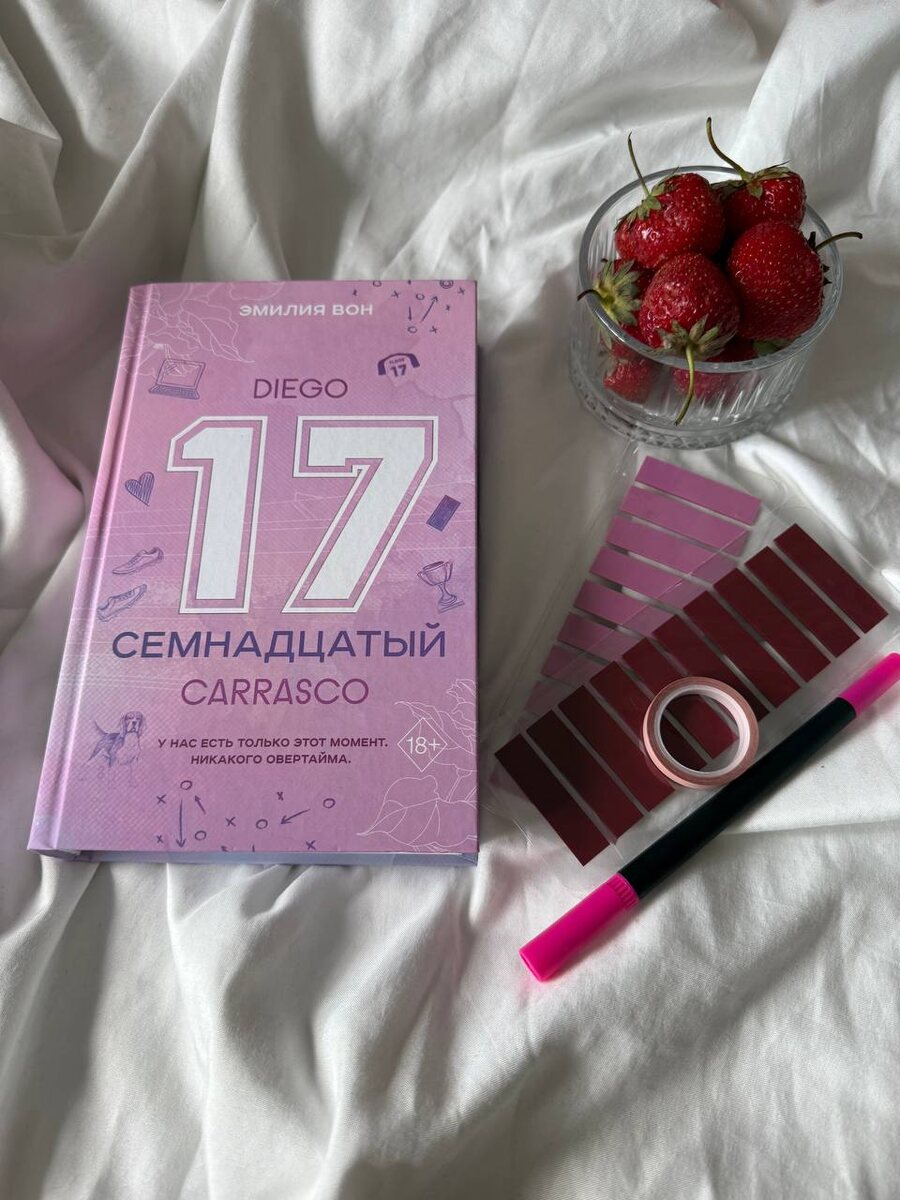 ЭМИЛИЯ ВОН
DIEGO
17
17
СЕМНАДЦАТЫЙ
CARRASCO
У НАС ЕСТЬ ТОЛЬКО ЭТОТ МОМЕНТ.
НИКАКОГО ОВЕРТАЙМА.
18+